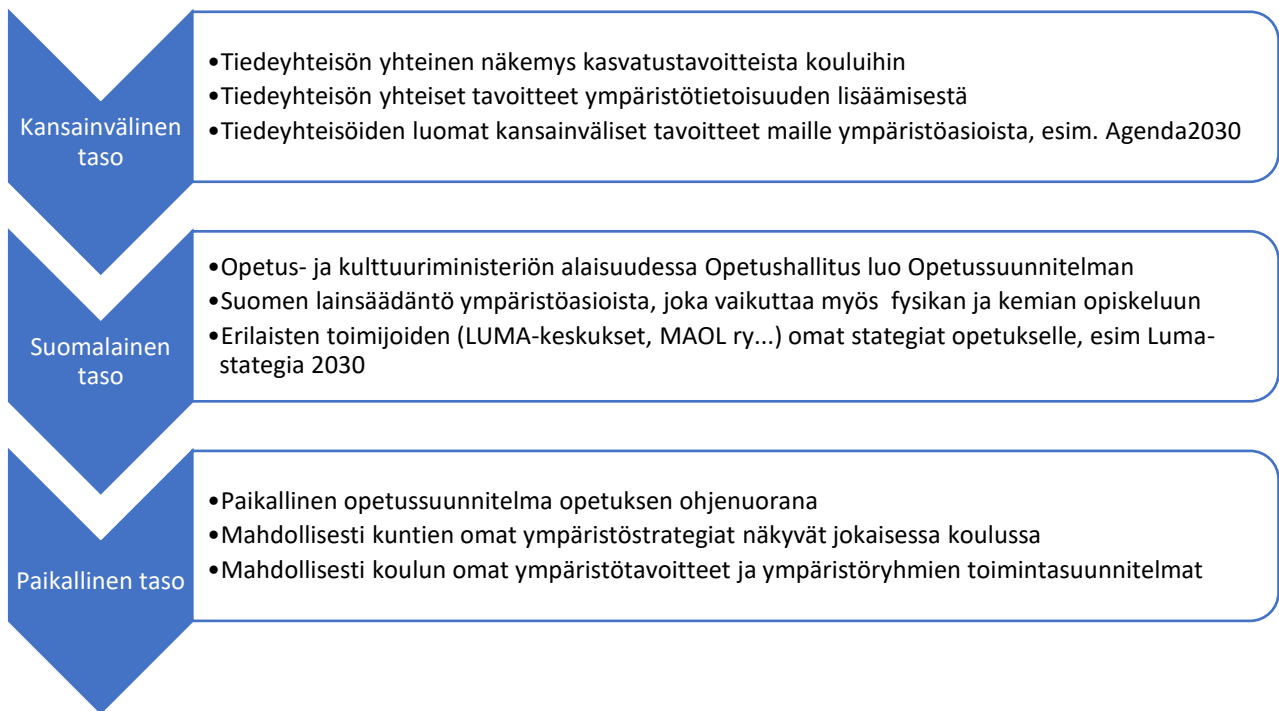 Kansainvälinen
taso
•Tiedeyhteisön yhteinen näkemys kasvatustavoitteista kouluihin
•Tiedeyhteisön yhteiset tavoitteet ympäristötietoisuuden lisäämisestä
•Tiedeyhteisöiden luomat kansainväliset tavoitteet maille ympäristöasioista, esim. Agenda2030
Suomalainen
taso
•Opetus- ja kulttuuriministeriön alaisuudessa Opetushallitus luo Opetussuunnitelman
•Suomen lainsäädäntö ympäristöasioista, joka vaikuttaa myös  fysikan ja kemian opiskeluun
•Erilaisten toimijoiden (LUMA-keskukset, MAOL ry...) omat stategiat opetukselle, esim Luma-
stategia 2030
Paikallinen taso
•Paikallinen opetussuunnitelma opetuksen ohjenuorana
•Mahdollisesti kuntien omat ympäristöstrategiat näkyvät jokaisessa koulussa
•Mahdollisesti koulun omat ympäristötavoitteet ja ympäristöryhmien toimintasuunnitelmat